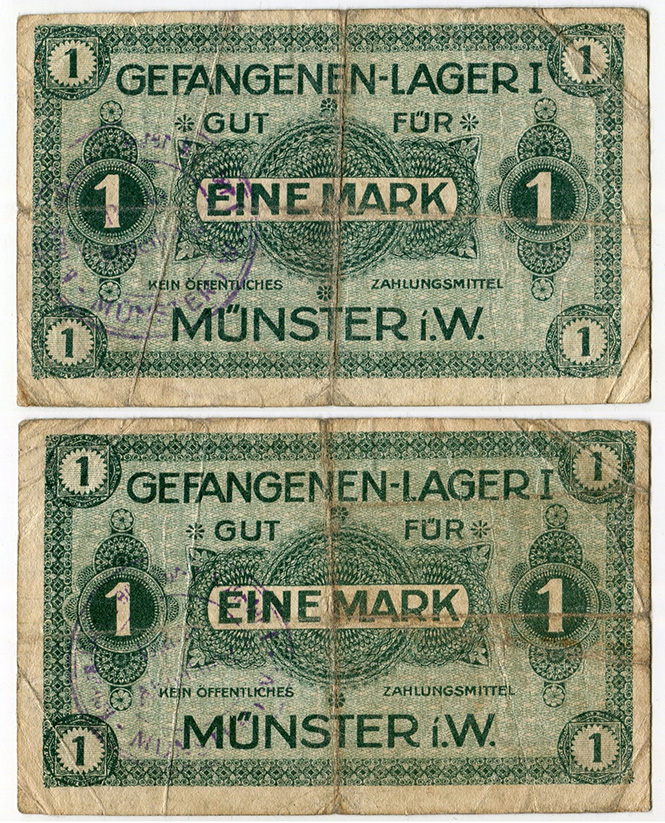 1 1
GEFANGENEN-LAGER I
GUT FÜR
1 EINE MARK 1
KEIN ÖFFENTLICHES ZAHLUNGSMITTEL
MÜNSTER i.W.
1 1
MÜNSTER
1 1
GEFANGENEN-LAGER I
GUT FÜR
1 EINE MARK 1
KEIN ÖFFENTLICHES ZAHLUNGSMITTEL
MÜNSTER i.W.
1 1